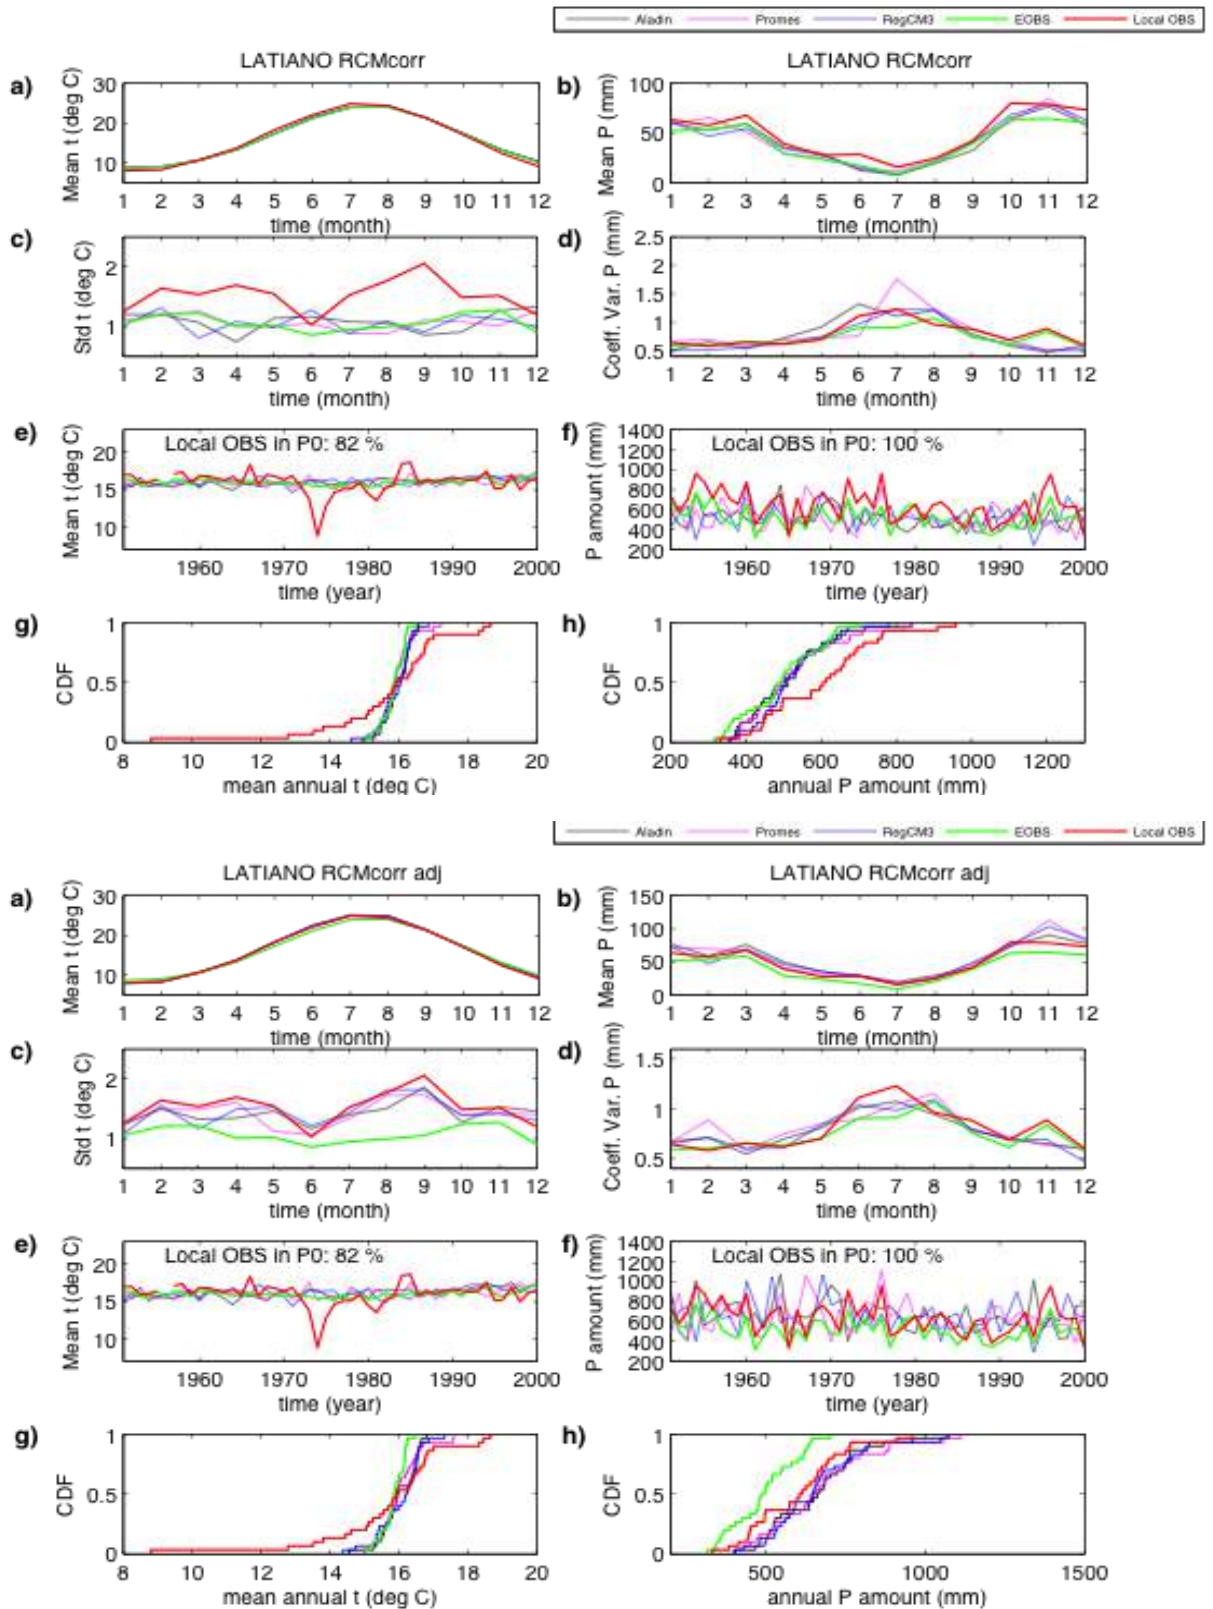 Aladin Promes RegCM3 EOBS Local OBS
LATIANO RCMcorr LATIANO RCMcorr
a) b)
Mean t (deg C) Mean P (mm)
30 20 10 100 50 0
1 2 3 4 5 6 7 8 9 10 11 12 1 2 3 4 5 6 7 8 9 10 11 12
time (month) time (month)
c) d)
Std t (deg C) Coeff. Var. P (mm)
2 1 2.5 2 1.5 1 0.5
1 2 3 4 5 6 7 8 9 10 11 12 1 2 3 4 5 6 7 8 9 10 11 12
time (month) time (month)
e) f)
Local OBS in P0: 82 % Local OBS in P0: 100 %
Mean t (deg C) P amount (mm)
20 15 10 1400 1200 1000 800 600 400 200
1960 1970 1980 1990 2000 1960 1970 1980 1990 2000
time (year) time (year)
g) h)
CDF CDF
1 0.5 0 1 0.5 0
8 10 12 14 16 18 20 200 400 600 800 1000 1200
mean annual t (deg C) annual P amount (mm)
Aladin Promes RegCM3 EOBS Local OBS
LATIANO RCMcorr adj LATIANO RCMcorr adj
a) b)
Mean t (deg C) Mean P (mm)
30 20 10 150 100 50 0
1 2 3 4 5 6 7 8 9 10 11 12 1 2 3 4 5 6 7 8 9 10 11 12
time (month) time (month)
c) d)
Std t (deg C) Coeff. Var. P (mm)
2 1 1.5 1 0.5
1 2 3 4 5 6 7 8 9 10 11 12 1 2 3 4 5 6 7 8 9 10 11 12
time (month) time (month)
e) f)
Local OBS in P0: 82 % Local OBS in P0: 100 %
Mean t (deg C) P amount (mm)
20 15 10 1400 1200 1000 800 600 400 200
1960 1970 1980 1990 2000 1960 1970 1980 1990 2000
time (year) time (year)
g) h)
CDF CDF
1 0.5 0 1 0.5 0
8 10 12 14 16 18 20 500 1000 1500
mean annual t (deg C) annual P amount (mm)